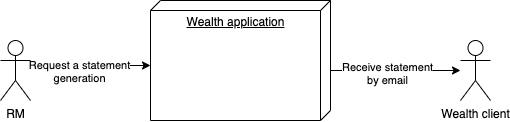 Wealth application
Request a statement
generation
Receive statement
by email
RM
Wealth client